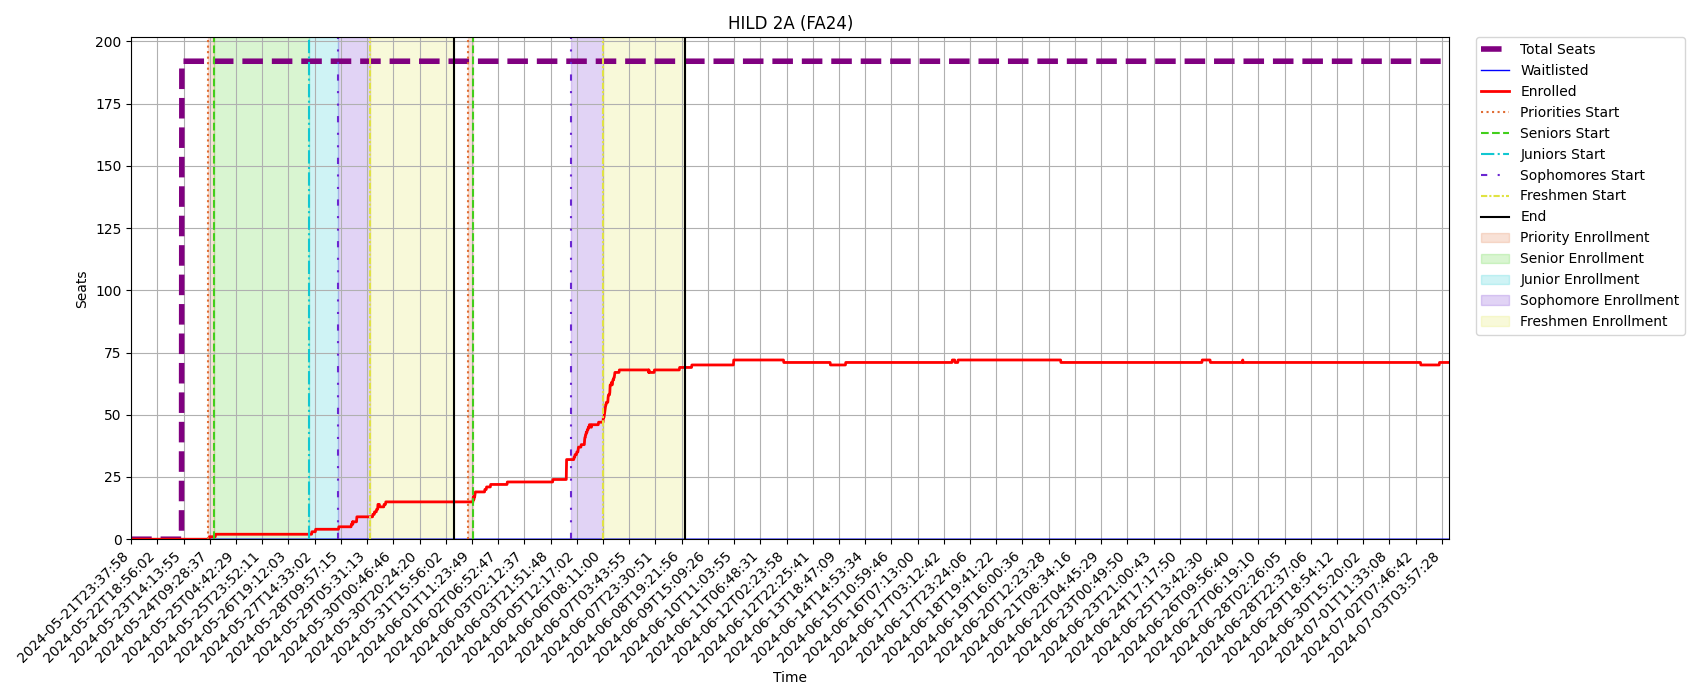 HILD 2A (FA24)
200
175
150
125
100
75
50
25
0
Seats
2024-05-21T23:37:58
2024-05-22T18:56:02
2024-05-23T14:13:55
2024-05-24T09:28:37
2024-05-25T04:42:29
2024-05-25T23:52:11
2024-05-26T19:12:03
2024-05-27T14:33:02
2024-05-28T09:57:15
2024-05-29T05:31:13
2024-05-30T00:46:46
2024-05-30T20:24:20
2024-05-31T15:56:02
2024-06-01T11:23:49
2024-06-02T06:52:47
2024-06-03T02:12:37
2024-06-03T21:51:48
2024-06-05T12:17:02
2024-06-06T08:11:00
2024-06-07T03:43:55
2024-06-07T23:30:51
2024-06-08T19:21:56
2024-06-09T15:09:26
2024-06-10T11:03:55
2024-06-11T06:48:31
2024-06-12T02:23:58
2024-06-12T22:25:41
2024-06-13T18:47:09
2024-06-14T14:53:34
2024-06-15T10:59:46
2024-06-16T07:13:00
2024-06-17T03:12:42
2024-06-17T23:24:06
2024-06-18T19:41:22
2024-06-19T16:00:36
2024-06-20T12:23:28
2024-06-21T08:34:16
2024-06-22T04:45:29
2024-06-23T00:49:50
2024-06-23T21:00:43
2024-06-24T17:17:50
2024-06-25T13:42:30
2024-06-26T09:56:40
2024-06-27T06:19:10
2024-06-28T02:26:05
2024-06-28T22:37:06
2024-06-29T18:54:12
2024-06-30T15:20:02
2024-07-01T11:33:08
2024-07-02T07:46:42
2024-07-03T03:57:28
Time
Total Seats
Waitlisted
Enrolled
Priorities Start
Seniors Start
Juniors Start
Sophomores Start
Freshmen Start
End
Priority Enrollment
Senior Enrollment
Junior Enrollment
Sophomore Enrollment
Freshmen Enrollment